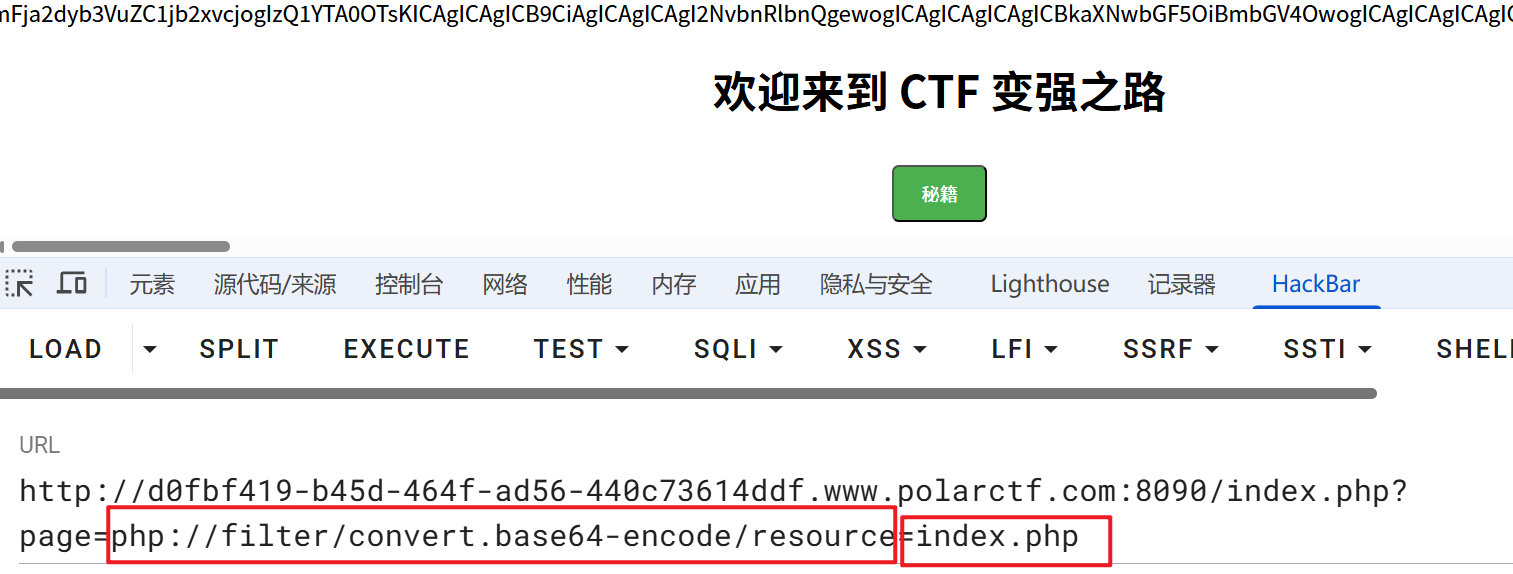 mFja2dyb3VuZC1jb2xvcjogIzQ1YTA0OTsKICAgICAgICB9CiAgICAgICAgI2NvbnRlbnQgewogICAgICAgICAgICBkaXNwbGF5OiBmbGV4OwogICAgICAgICAgIC
欢迎来到 CTF 变强之路
秘籍
元素 源代码/来源 控制台 网络 性能 内存 应用 隐私与安全 Lighthouse 记录器 HackBar
LOAD SPLIT EXECUTE TEST SQLI XSS LFI SSRF SSTI SHELL
URL
http://d0fbf419-b45d-464f-ad56-440c73614ddf.www.polarctf.com:8090/index.php?
page=php://filter/convert.base64-encode/resource=index.php